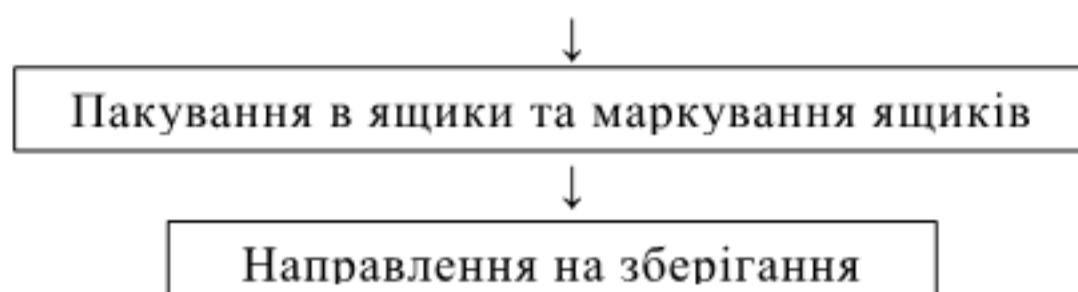 Пакування в ящики та маркування ящиків
Направлення на зберігання